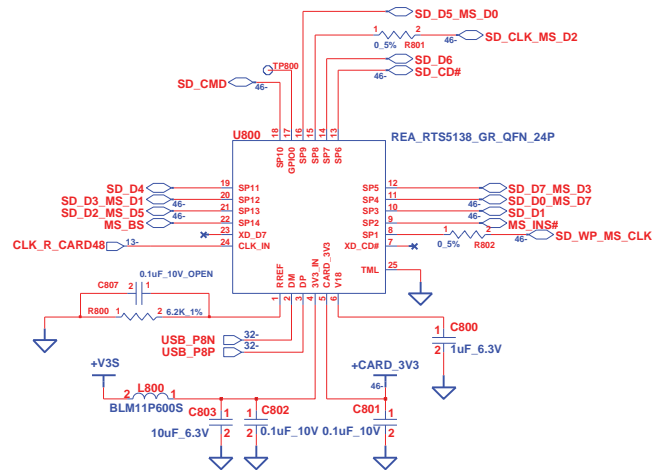 SD_D5_MS_D0
1 2
SD_CLK_MS_D2
0_5% R801 46-
TP800
SD_D6
46-
SD_CMD
46-
SD_CD#
46-
18 17 16 15 14 13
U800
REA_RTS5138_GR_QFN_24P
SP10 GPIO0 SP9 SP8 SP7 SP6
SD_D4 19 SP11 SP5 12 SD_D7_MS_D3
46-
SD_D3_MS_D1 20 SP12 SP4 11 SD_D0_MS_D7
46- 46-
SD_D2_MS_D5 21 SP13 SP3 10 SD_D1
46- 46-
MS_BS 22 SP14 SP2 9 MS_INS#
46-
23 XD_D7 SP1 8 1 2 SD_WP_MS_CLK
CLK_R_CARD48 13- 24 CLK_IN XD_CD# 7 0_5% R802 46-
0.1uF_10V_OPEN
C807 2 1
TML 25
RREF DM DP 3V3_IN CARD_3V3 V18
R800 1 2 6.2K_1%
1 2 3 4 5 6
USB_P8N 32-
USB_P8P 32-
C800
1
2 1uF_6.3V
+V3S
+CARD_3V3
46-
L800
2 1
BLM11P600S
C803 1 1 C802 C801 1
10uF_6.3V 2 2 0.1uF_10V 0.1uF_10V 2